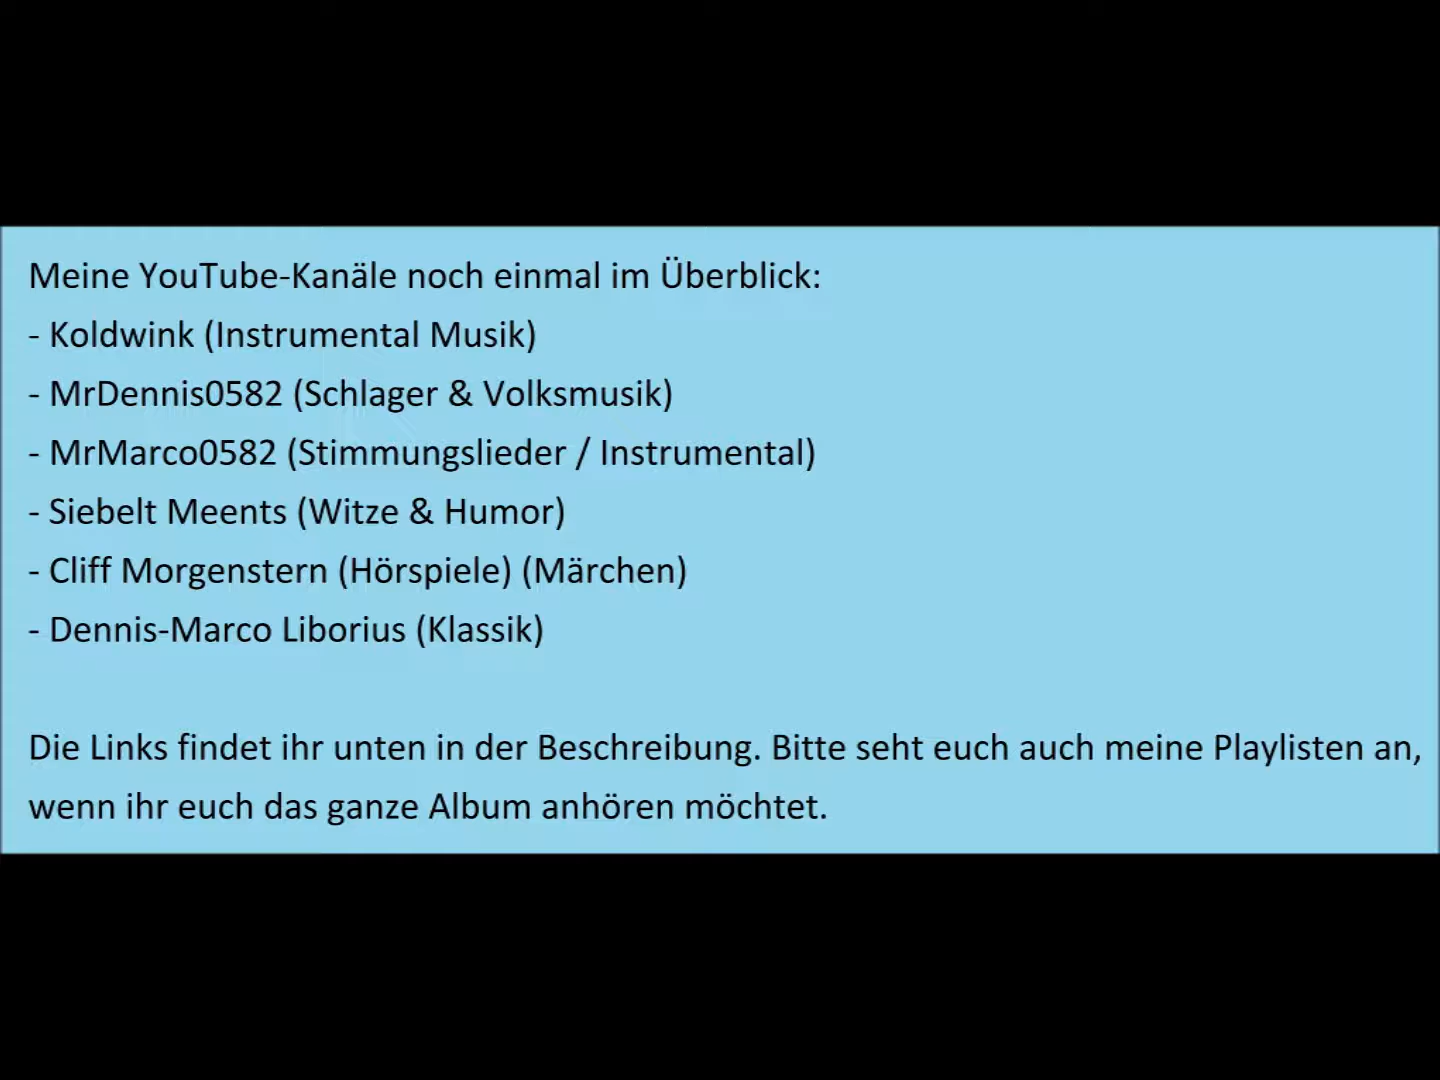 Meine YouTube-Kanäle noch einmal im Überblick:
- Koldwink (Instrumental Musik)
- MrDennis0582 (Schlager & Volksmusik)
- MrMarco0582 (Stimmungslieder / Instrumental)
- Siebelt Meents (Witze & Humor)
- Cliff Morgenstern (Hörspiele) (Märchen)
- Dennis-Marco Liborius (Klassik)
Die Links findet ihr unten in der Beschreibung. Bitte seht euch auch meine Playlisten an,
wenn ihr euch das ganze Album anhören möchtet.